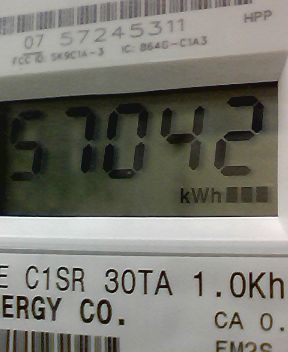 HPP
07 57245311
FCC ID: SK9C1A-3 IC: 864G-C1A3
57042
kWh
E C1SR 30TA 1.0Kh
ERGY CO.
CA 0.
EM2S